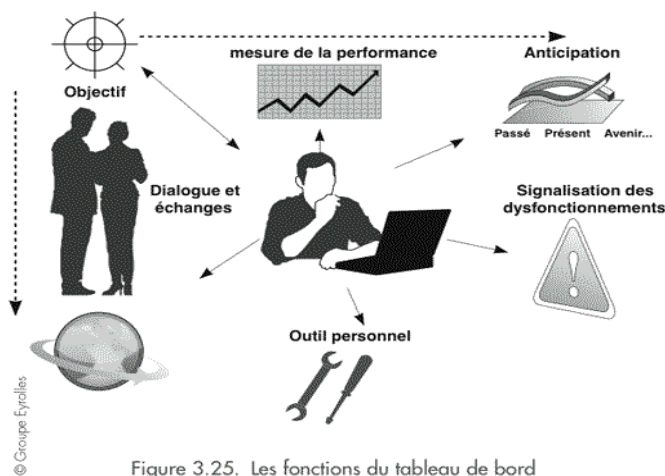 mesure de la performance
Anticipation
Objectif
Passé Présent Avenir...
Dialogue et
échanges
Signalisation des
dysfonctionnements
Outil personnel
© Groupe Eyrolles
Figure 3.25. Les fonctions du tableau de bord